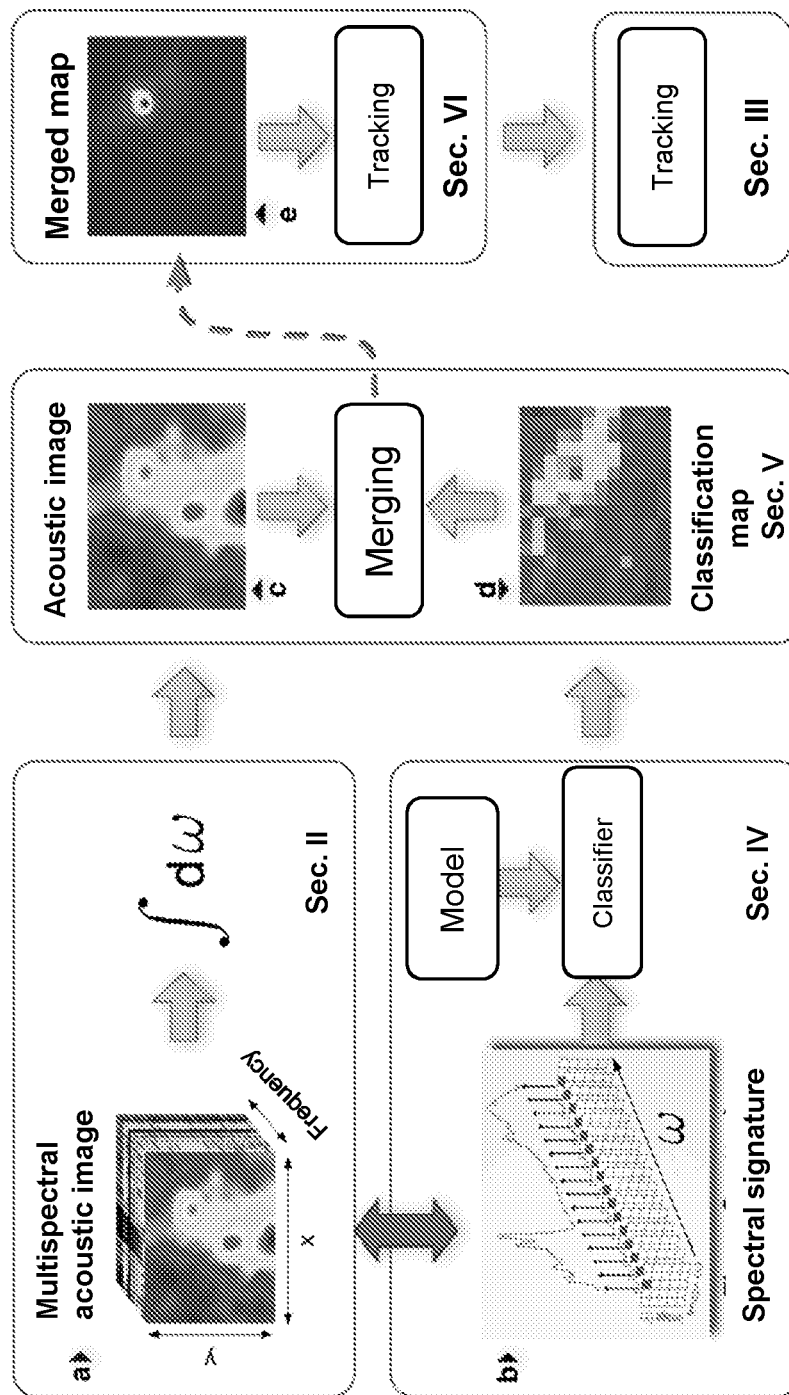 a
Multispectral
acoustic image
y
x
Frequency
∫ dω
Sec. II
b
Spectral signature
ω
Model
Classifier
Sec. IV
Acoustic image
c
Merging
d
Classification
map
Sec. V
Merged map
e
Tracking
Sec. VI
Tracking
Sec. III